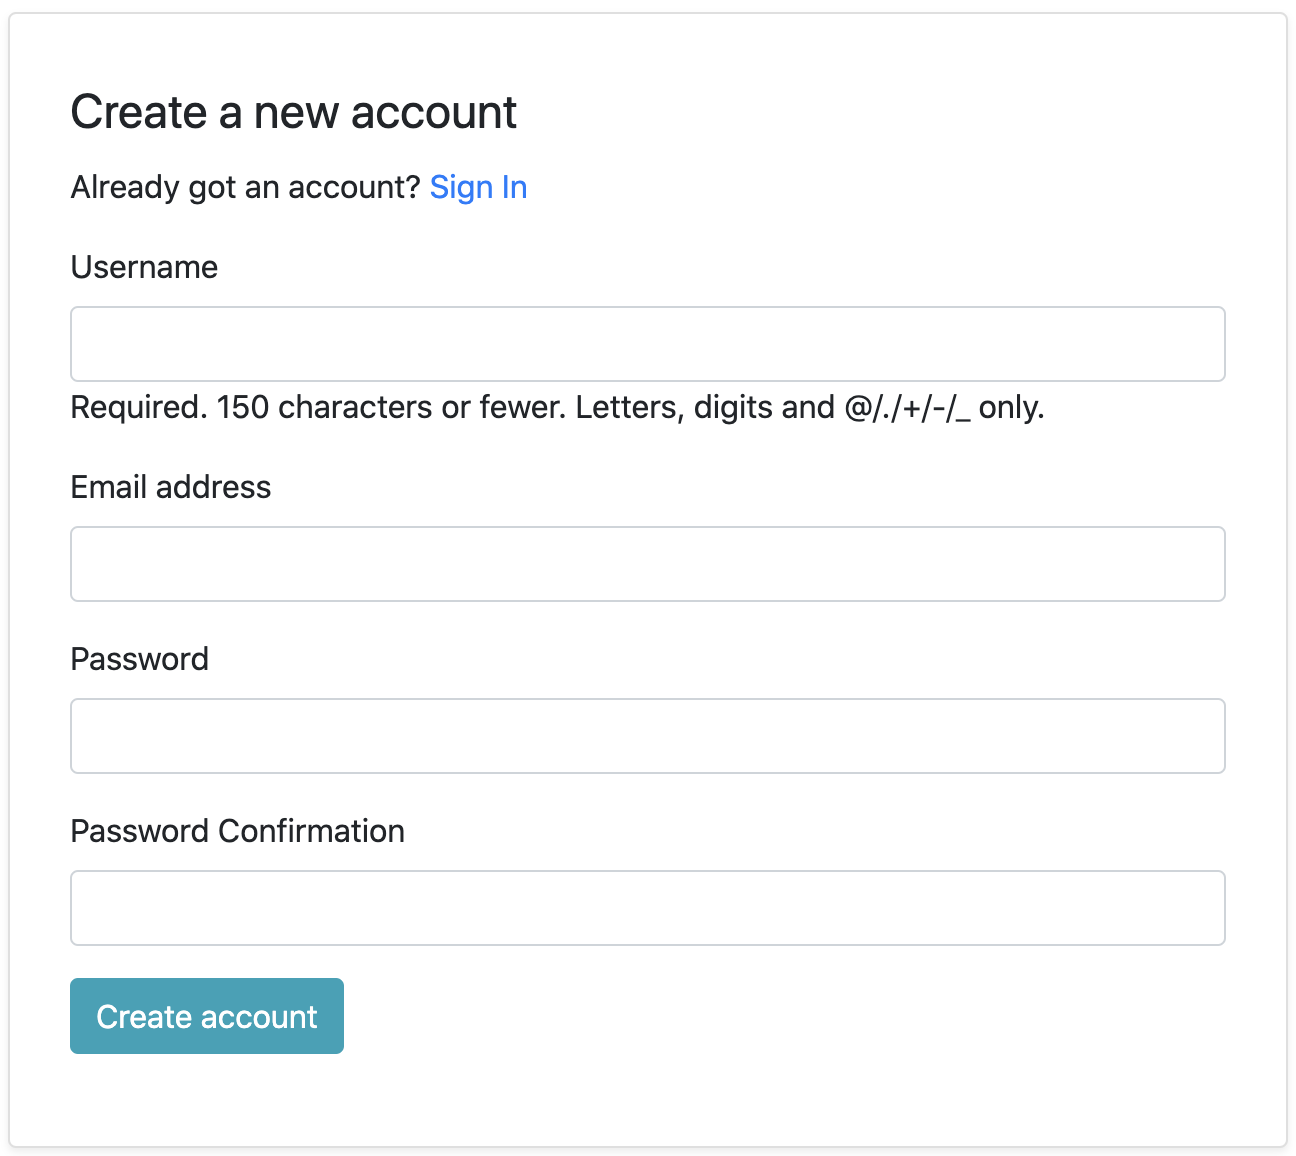 Create a new account
Already got an account? Sign In
Username
Required. 150 characters or fewer. Letters, digits and @/./+/-/_ only.
Email address
Password
Password Confirmation
Create account